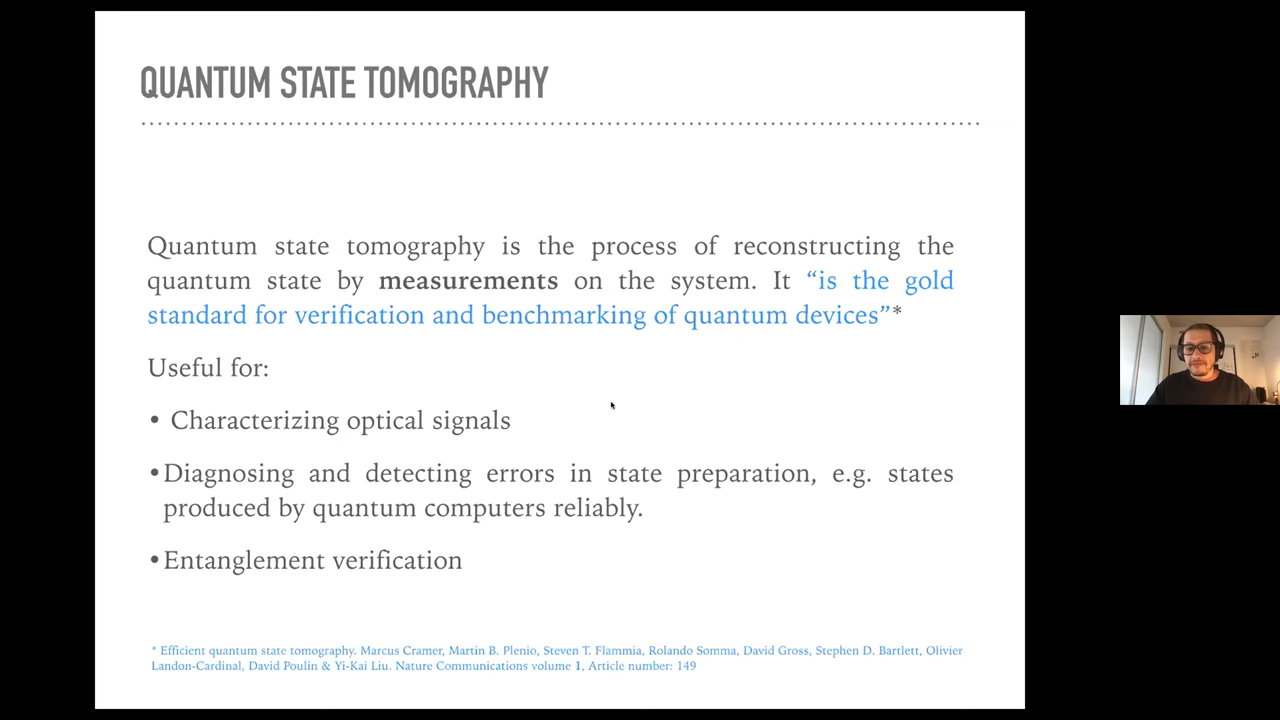 QUANTUM STATE TOMOGRAPHY
Quantum state tomography is the process of reconstructing the
quantum state by measurements on the system. It “is the gold
standard for verification and benchmarking of quantum devices”*
Useful for:
• Characterizing optical signals
• Diagnosing and detecting errors in state preparation, e.g. states
produced by quantum computers reliably.
• Entanglement verification
* Efficient quantum state tomography. Marcus Cramer, Martin B. Plenio, Steven T. Flammia, Rolando Somma, David Gross, Stephen D. Bartlett, Olivier
Landon-Cardinal, David Poulin & Yi-Kai Liu. Nature Communications volume 1, Article number: 149